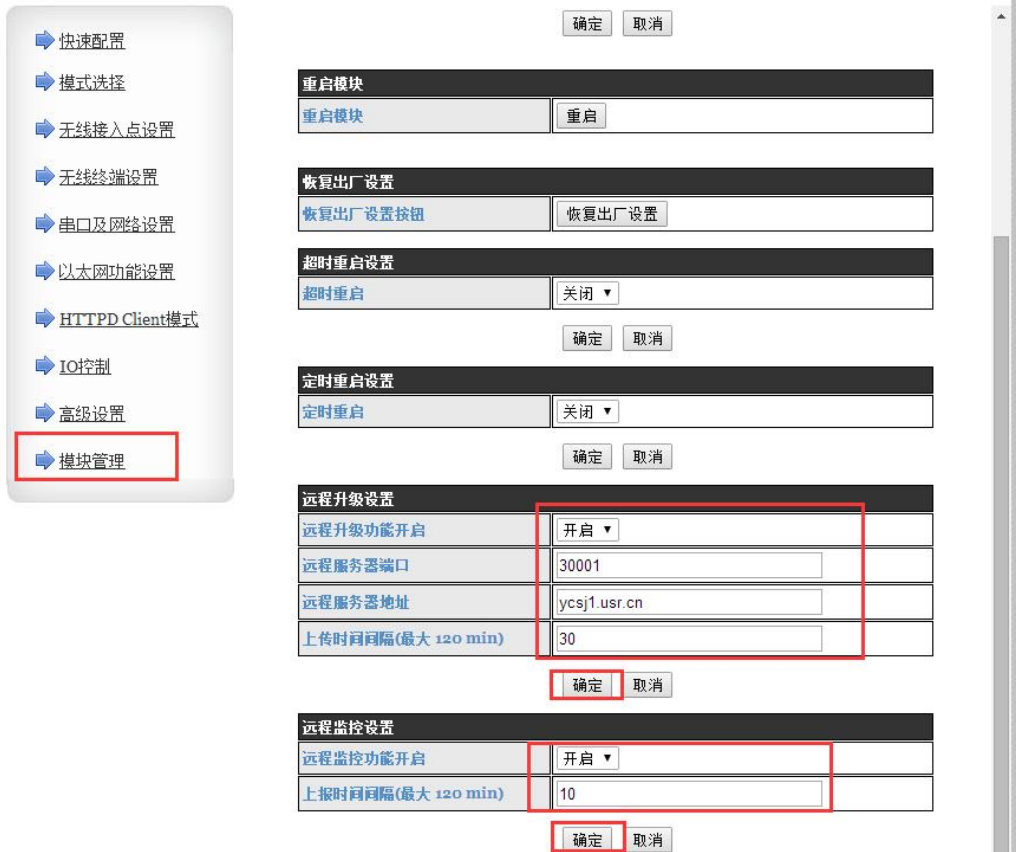 快速配置
模式选择
无线接入点设置
无线终端设置
串口及网络设置
以太网功能设置
HTTPD Client模式
IO控制
高级设置
模块管理
确定 取消
重启模块
重启模块 重启
恢复出厂设置
恢复出厂设置按钮 恢复出厂设置
超时重启设置
超时重启 关闭
确定 取消
定时重启设置
定时重启 关闭
确定 取消
远程升级设置
远程升级功能开启 开启
远程服务器端口 30001
远程服务器地址 ycsj1.usr.cn
上传时间间隔(最大 120 min) 30
确定 取消
远程监控设置
远程监控功能开启 开启
上报时间间隔(最大 120 min) 10
确定 取消